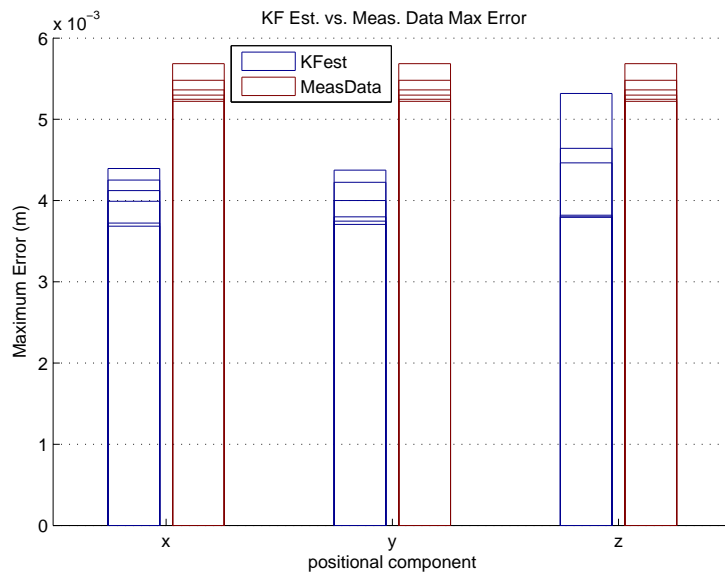 KF Est. vs. Meas. Data Max Error
x 10⁻³
6
5
4
3
2
1
0
Maximum Error (m)
KFest
MeasData
x
y
z
positional component